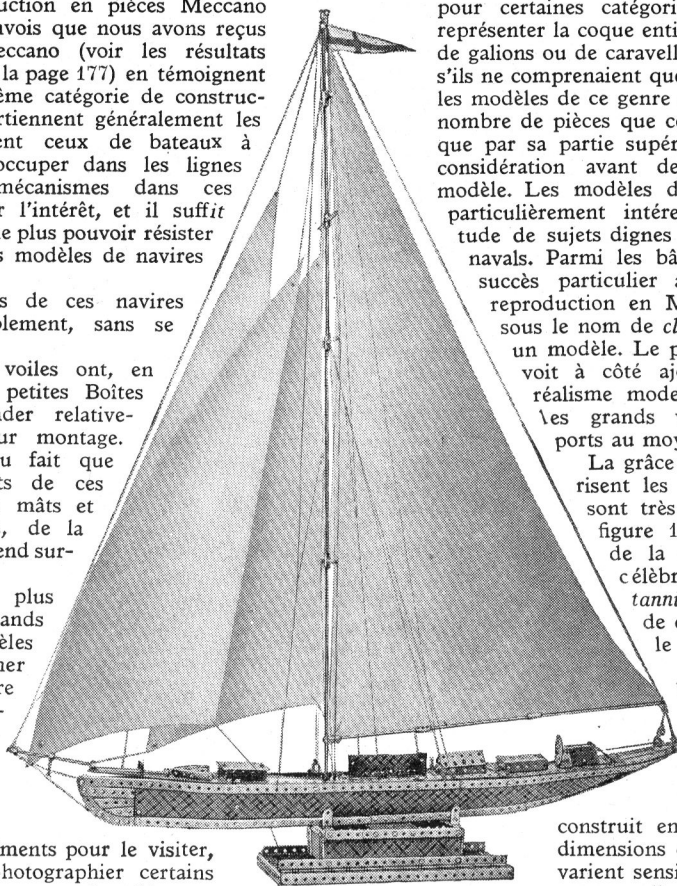 uction en pièces Meccano
avois que nous avons reçus
eccano (voir les résultats
la page 177) en témoignent
ême catégorie de construc-
rtiennent généralement les
ent ceux de bateaux à
occuper dans les lignes
mécanismes dans ces
r l'intérêt, et il suffit
e plus pouvoir résister
s modèles de navires
s de ces navires
plement, sans se
voiles ont, en
petites Boîtes
der relative-
ur montage.
u fait que
ts de ces
mâts et
, de la
end sur-
plus
ands
èles
ner
re
-
ments pour le visiter,
hotographier certains
pour certaines catégori
représenter la coque enti
de galions ou de caravell
s'ils ne comprenaient que
les modèles de ce genre
nombre de pièces que ce
que par sa partie supér
considération avant de
modèle. Les modèles d
particulièrement intére
tude de sujets dignes
navals. Parmi les bâ
succès particulier a
reproduction en M
sous le nom de cl
un modèle. Le p
voit à côté aj
réalisme mode
les grands v
ports au moy
La grâce
risent les
sont très
figure 1
de la
célèbr
tann
de c
le
construit en
dimensions
varient sensi